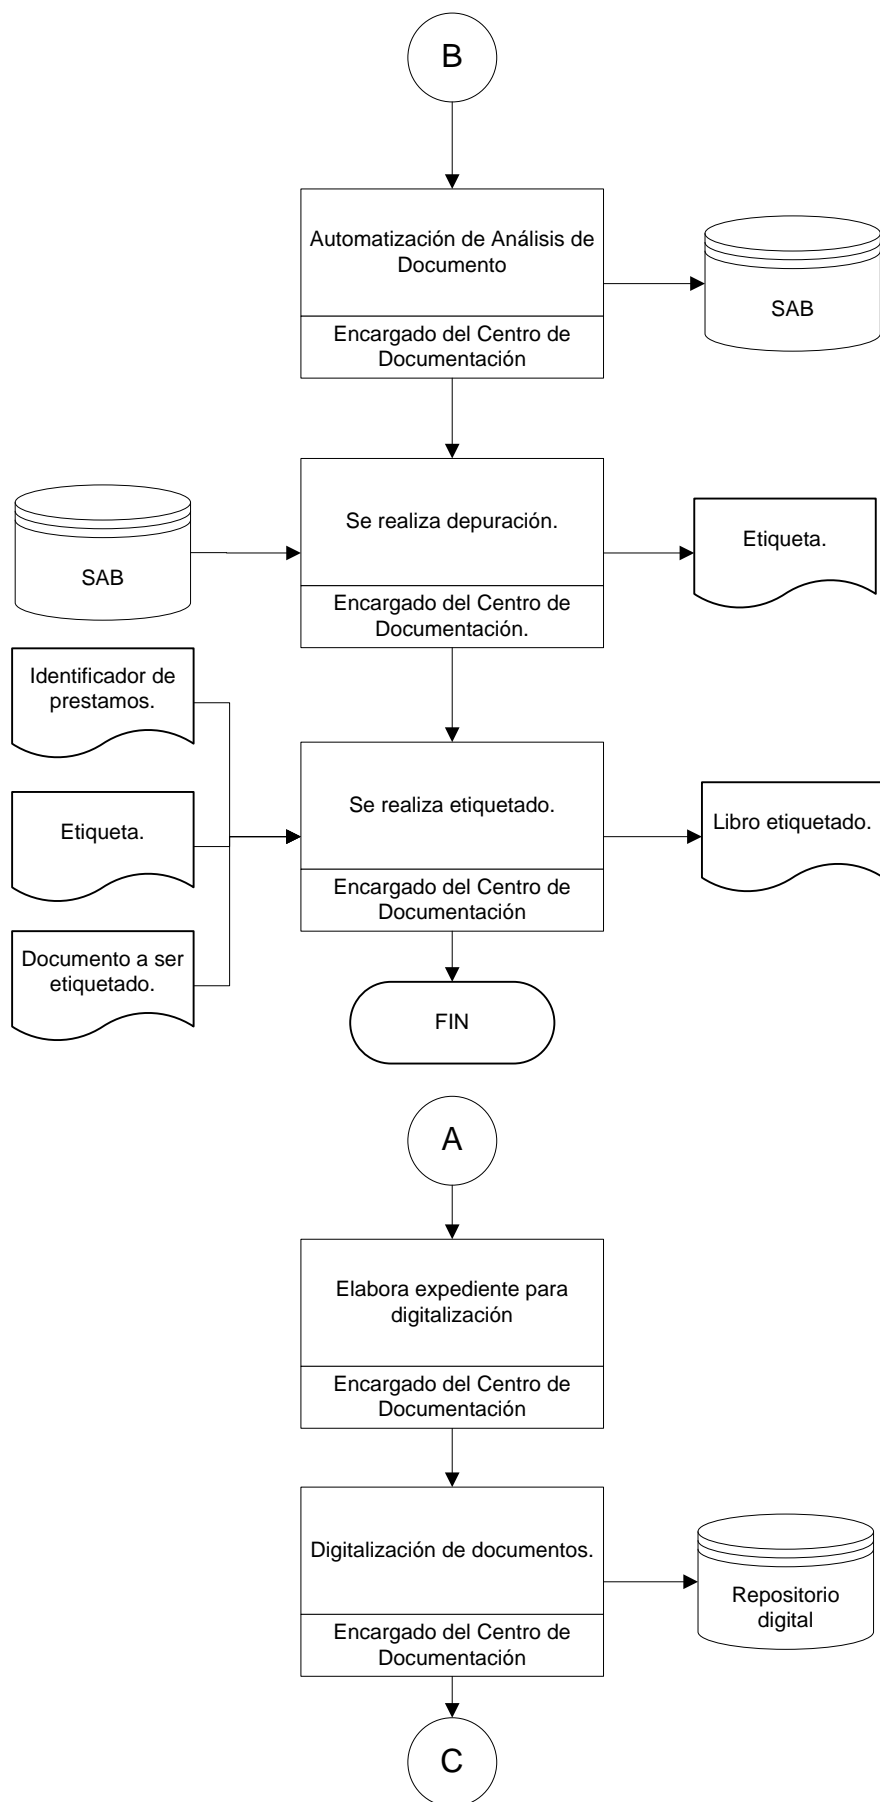 B
Automatización de Análisis de
Documento
SAB
Encargado del Centro de
Documentación
Se realiza depuración.
Etiqueta.
SAB
Encargado del Centro de
Documentación.
Identificador de
prestamos.
Se realiza etiquetado.
Libro etiquetado.
Etiqueta.
Encargado del Centro de
Documentación
Documento a ser
etiquetado.
FIN
A
Elabora expediente para
digitalización
Encargado del Centro de
Documentación
Digitalización de documentos.
Repositorio
digital
Encargado del Centro de
Documentación
C